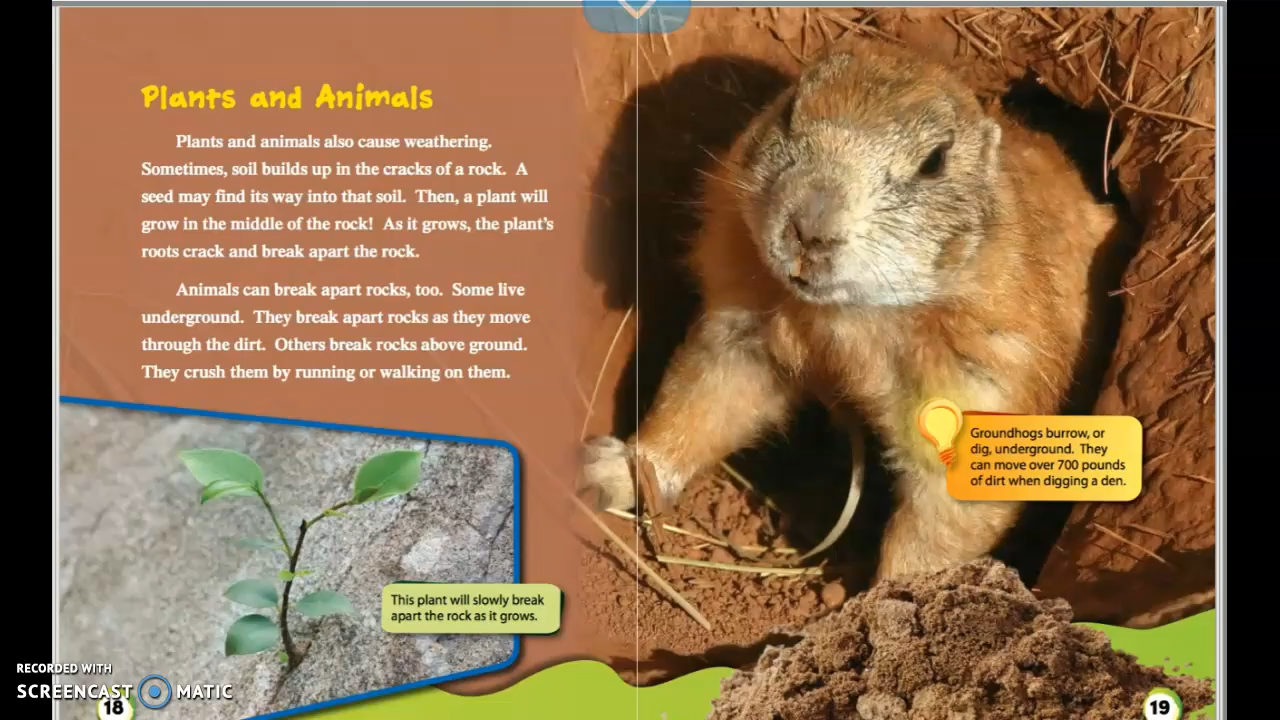 Plants and Animals
Plants and animals also cause weathering.
Sometimes, soil builds up in the cracks of a rock. A
seed may find its way into that soil. Then, a plant will
grow in the middle of the rock! As it grows, the plant's
roots crack and break apart the rock.
Animals can break apart rocks, too. Some live
underground. They break apart rocks as they move
through the dirt. Others break rocks above ground.
They crush them by running or walking on them.
This plant will slowly break
apart the rock as it grows.
Groundhogs burrow, or
dig, underground. They
can move over 700 pounds
of dirt when digging a den.
RECORDED WITH
SCREENCAST MATIC
18
19